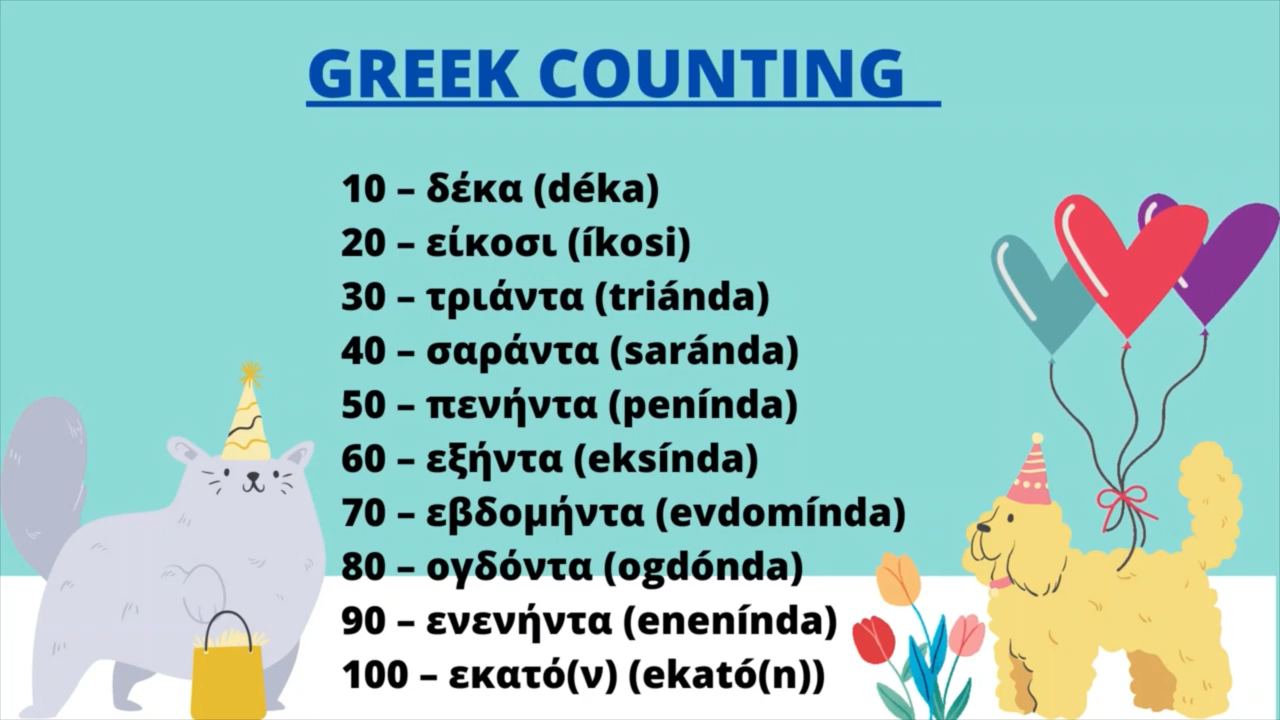 GREEK COUNTING
10 – δέκα (déka)
20 – είκοσι (íkosi)
30 – τριάντα (triánda)
40 – σαράντα (saránda)
50 – πενήντα (penínda)
60 – εξήντα (eksínda)
70 – εβδομήντα (evdomínda)
80 – ογδόντα (ogdónda)
90 – ενενήντα (enenínda)
100 – εκατό(ν) (ekató(n))